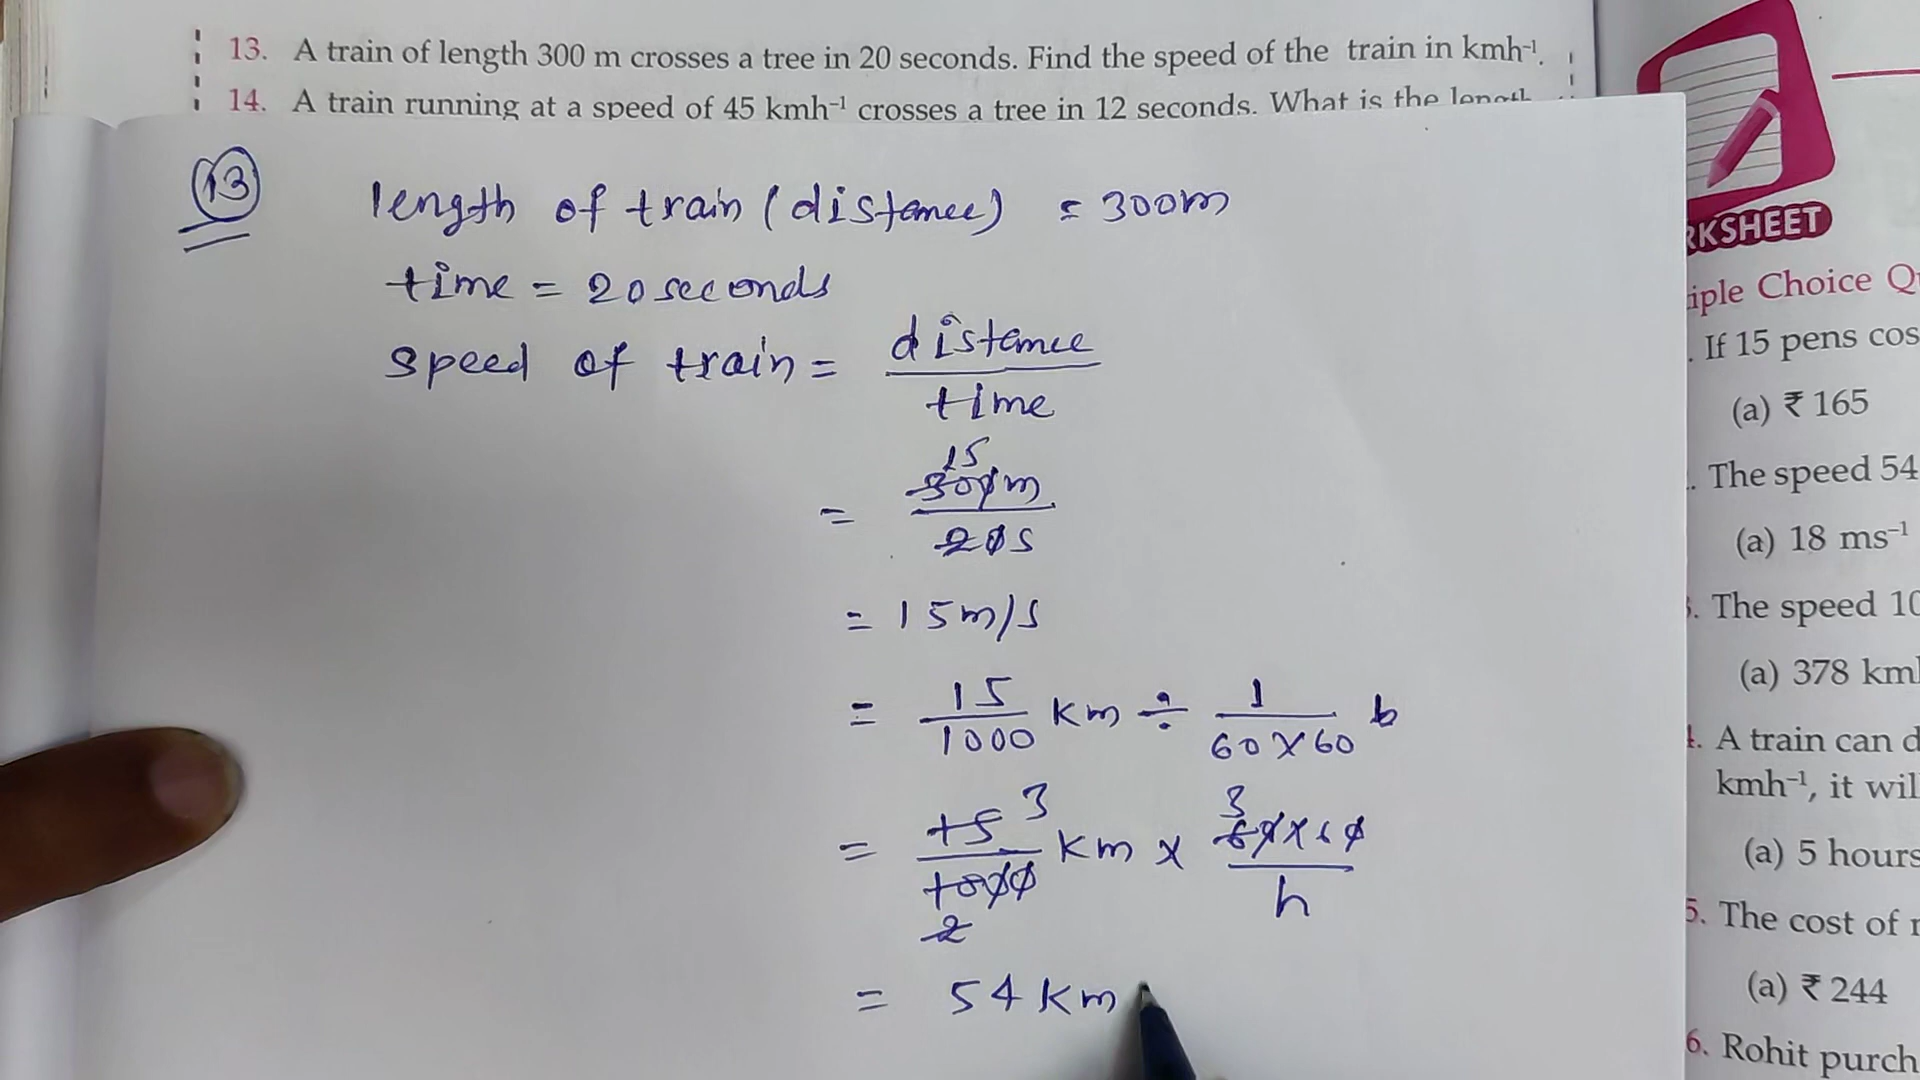 13. A train of length 300 m crosses a tree in 20 seconds. Find the speed of the train in kmh⁻¹.
14. A train running at a speed of 45 kmh⁻¹ crosses a tree in 12 seconds. What is the length
13
length of train (distance) = 300m
time = 20 seconds
speed of train = distance / time
15
= 300m / 20s
= 15m/s
= 15/1000 km ÷ 1/60×60 h
3 3
= 15/1000 km × 60×60/h
2
= 54 km
RKSHEET
iple Choice Q
. If 15 pens cos
(a) ₹ 165
. The speed 54
(a) 18 ms⁻¹
. The speed 10
(a) 378 km
. A train can d
kmh⁻¹, it wil
(a) 5 hours
5. The cost of
(a) ₹ 244
6. Rohit purch